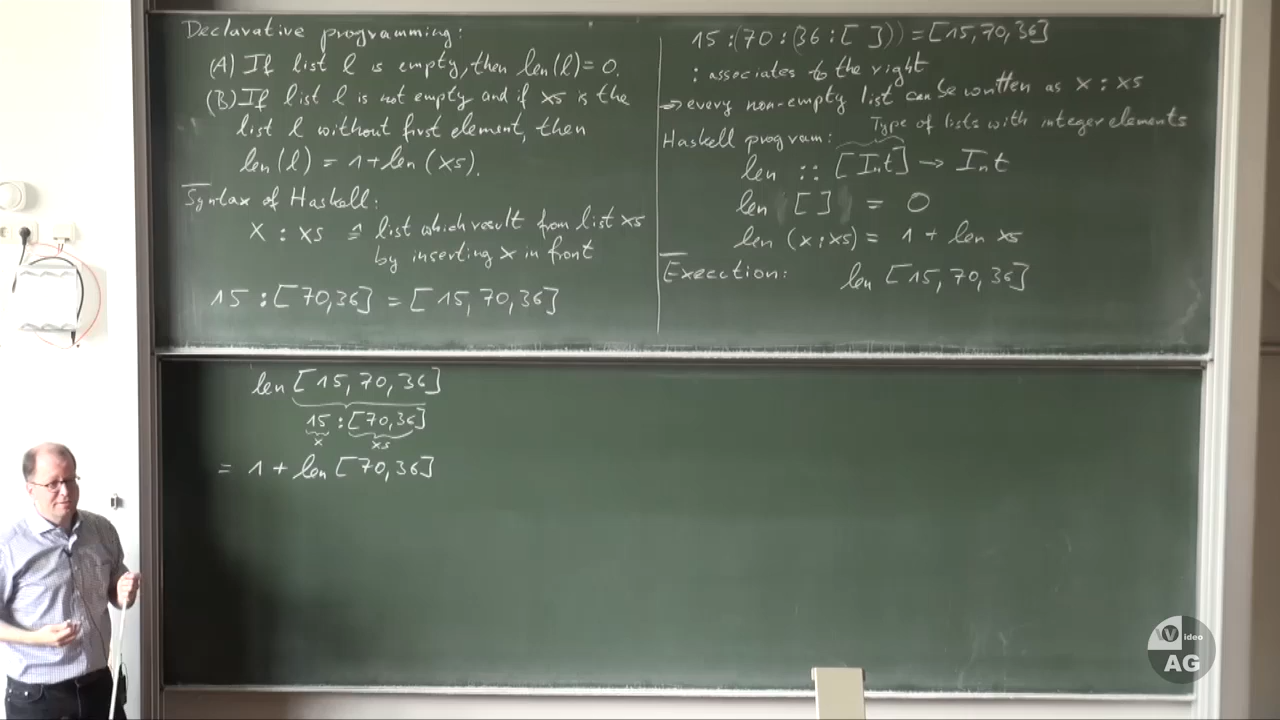 Declarative programming:
(A) If list l is empty, then len(l) = 0.
(B) If list l is not empty and if xs is the
list l without first element, then
len(l) = 1 + len(xs).
Syntax of Haskell:
x : xs ≙ list which result from list xs
by inserting x in front
15 : [70,36] = [15, 70, 36]
15 : (70 : (36 : [ ])) = [15, 70, 36]
: associates to the right
→ every non-empty list can be written as x : xs
Type of lists with integer elements
Haskell program:
len :: [Int] → Int
len [ ] = 0
len (x : xs) = 1 + len xs
Execution: len [15, 70, 36]
len [15, 70, 36]
15 : [70,36]
x xs
= 1 + len [70,36]
Video
AG